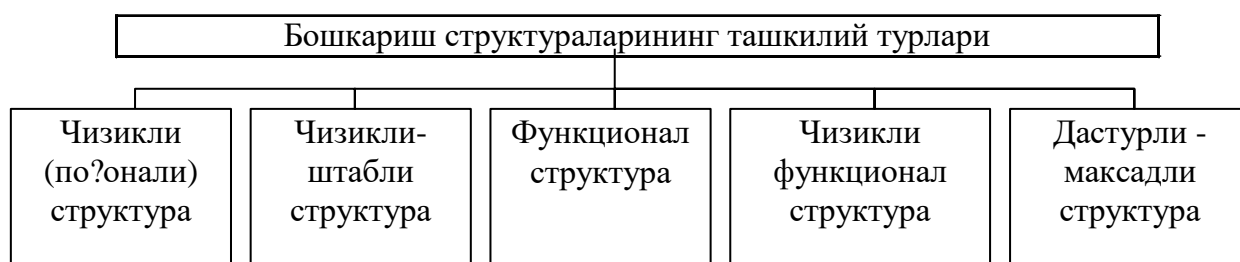 Бошкариш структураларининг ташкилий турлари
Чизикли
(по?онали)
структура
Чизикли-
штабли
структура
Функционал
структура
Чизикли
функционал
структура
Дастурли -
максадли
структура